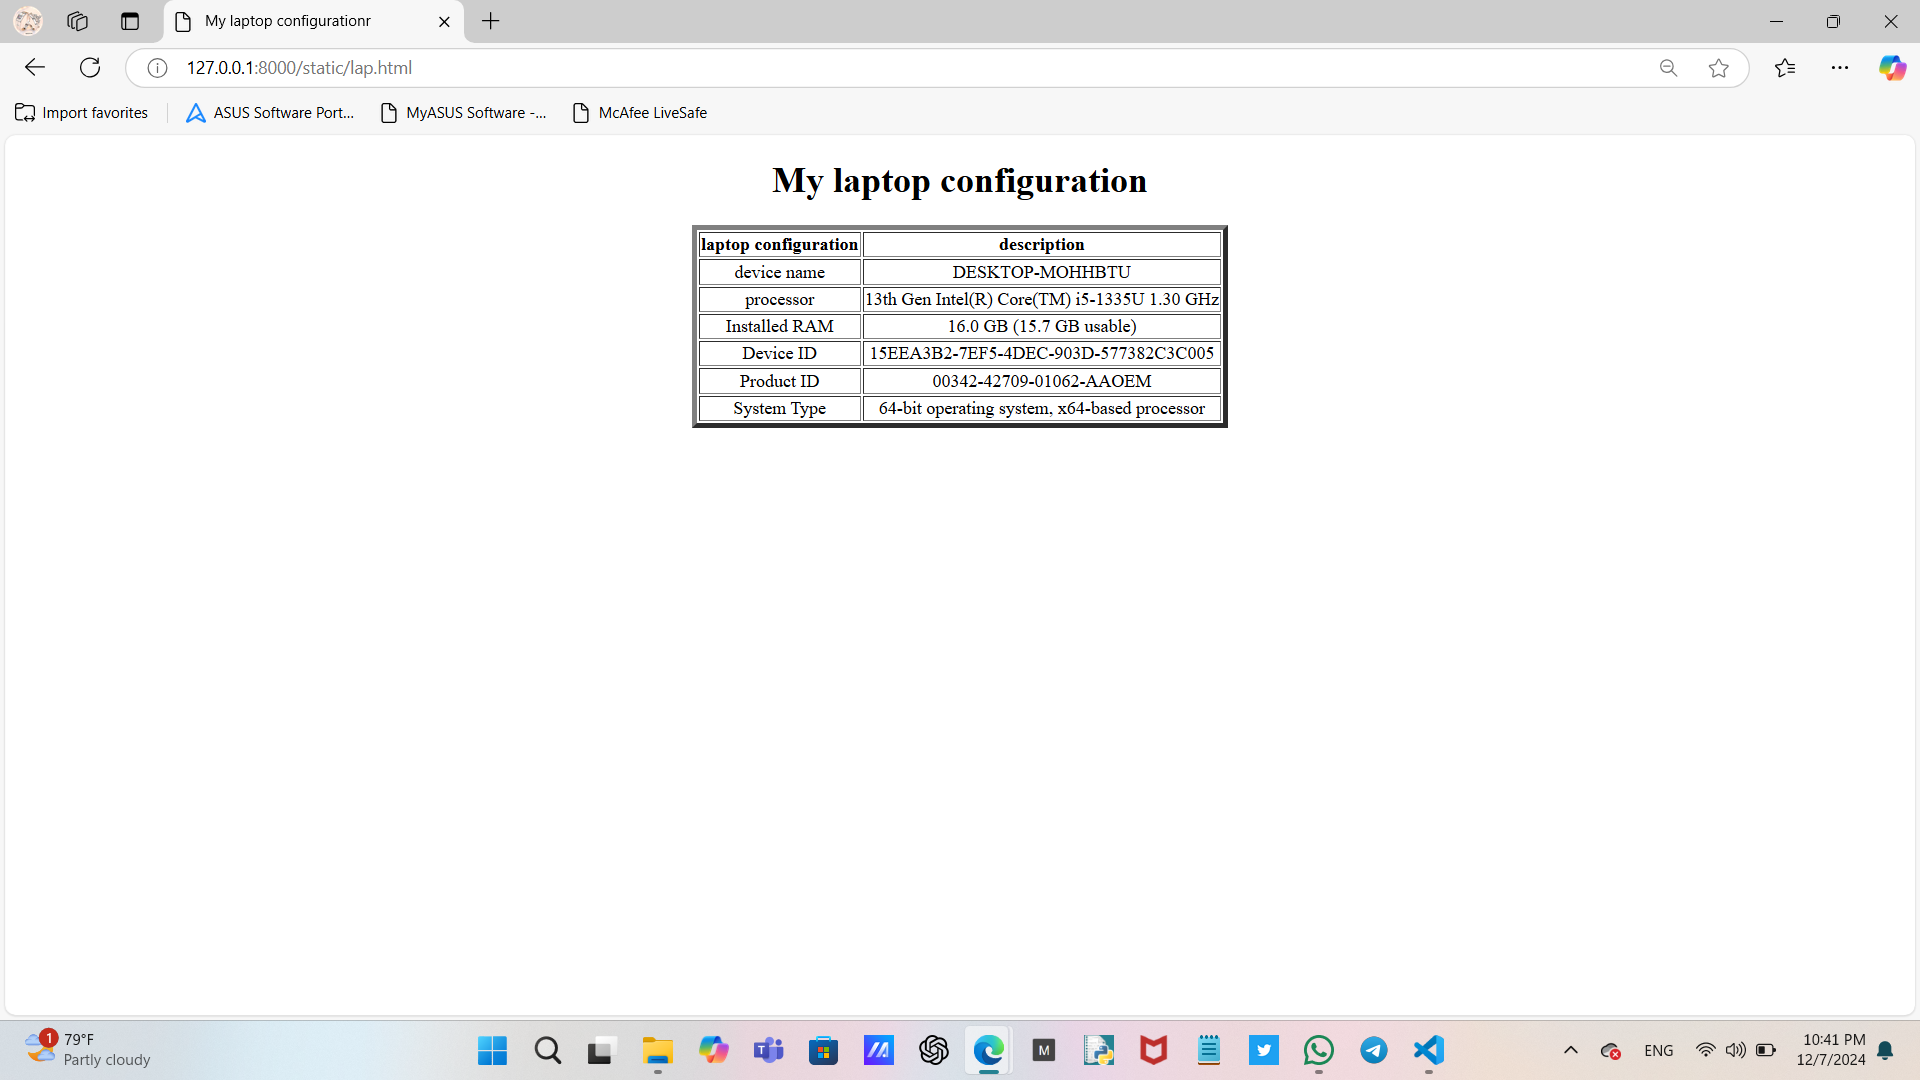 My laptop configurationr
127.0.0.1:8000/static/lap.html
Import favorites
ASUS Software Port...
MyASUS Software -...
McAfee LiveSafe
My laptop configuration
laptop configuration description
device name DESKTOP-MOHHBTU
processor 13th Gen Intel(R) Core(TM) i5-1335U 1.30 GHz
Installed RAM 16.0 GB (15.7 GB usable)
Device ID 15EEA3B2-7EF5-4DEC-903D-577382C3C005
Product ID 00342-42709-01062-AAOEM
System Type 64-bit operating system, x64-based processor
1
79°F
Partly cloudy
M
ENG
10:41 PM
12/7/2024